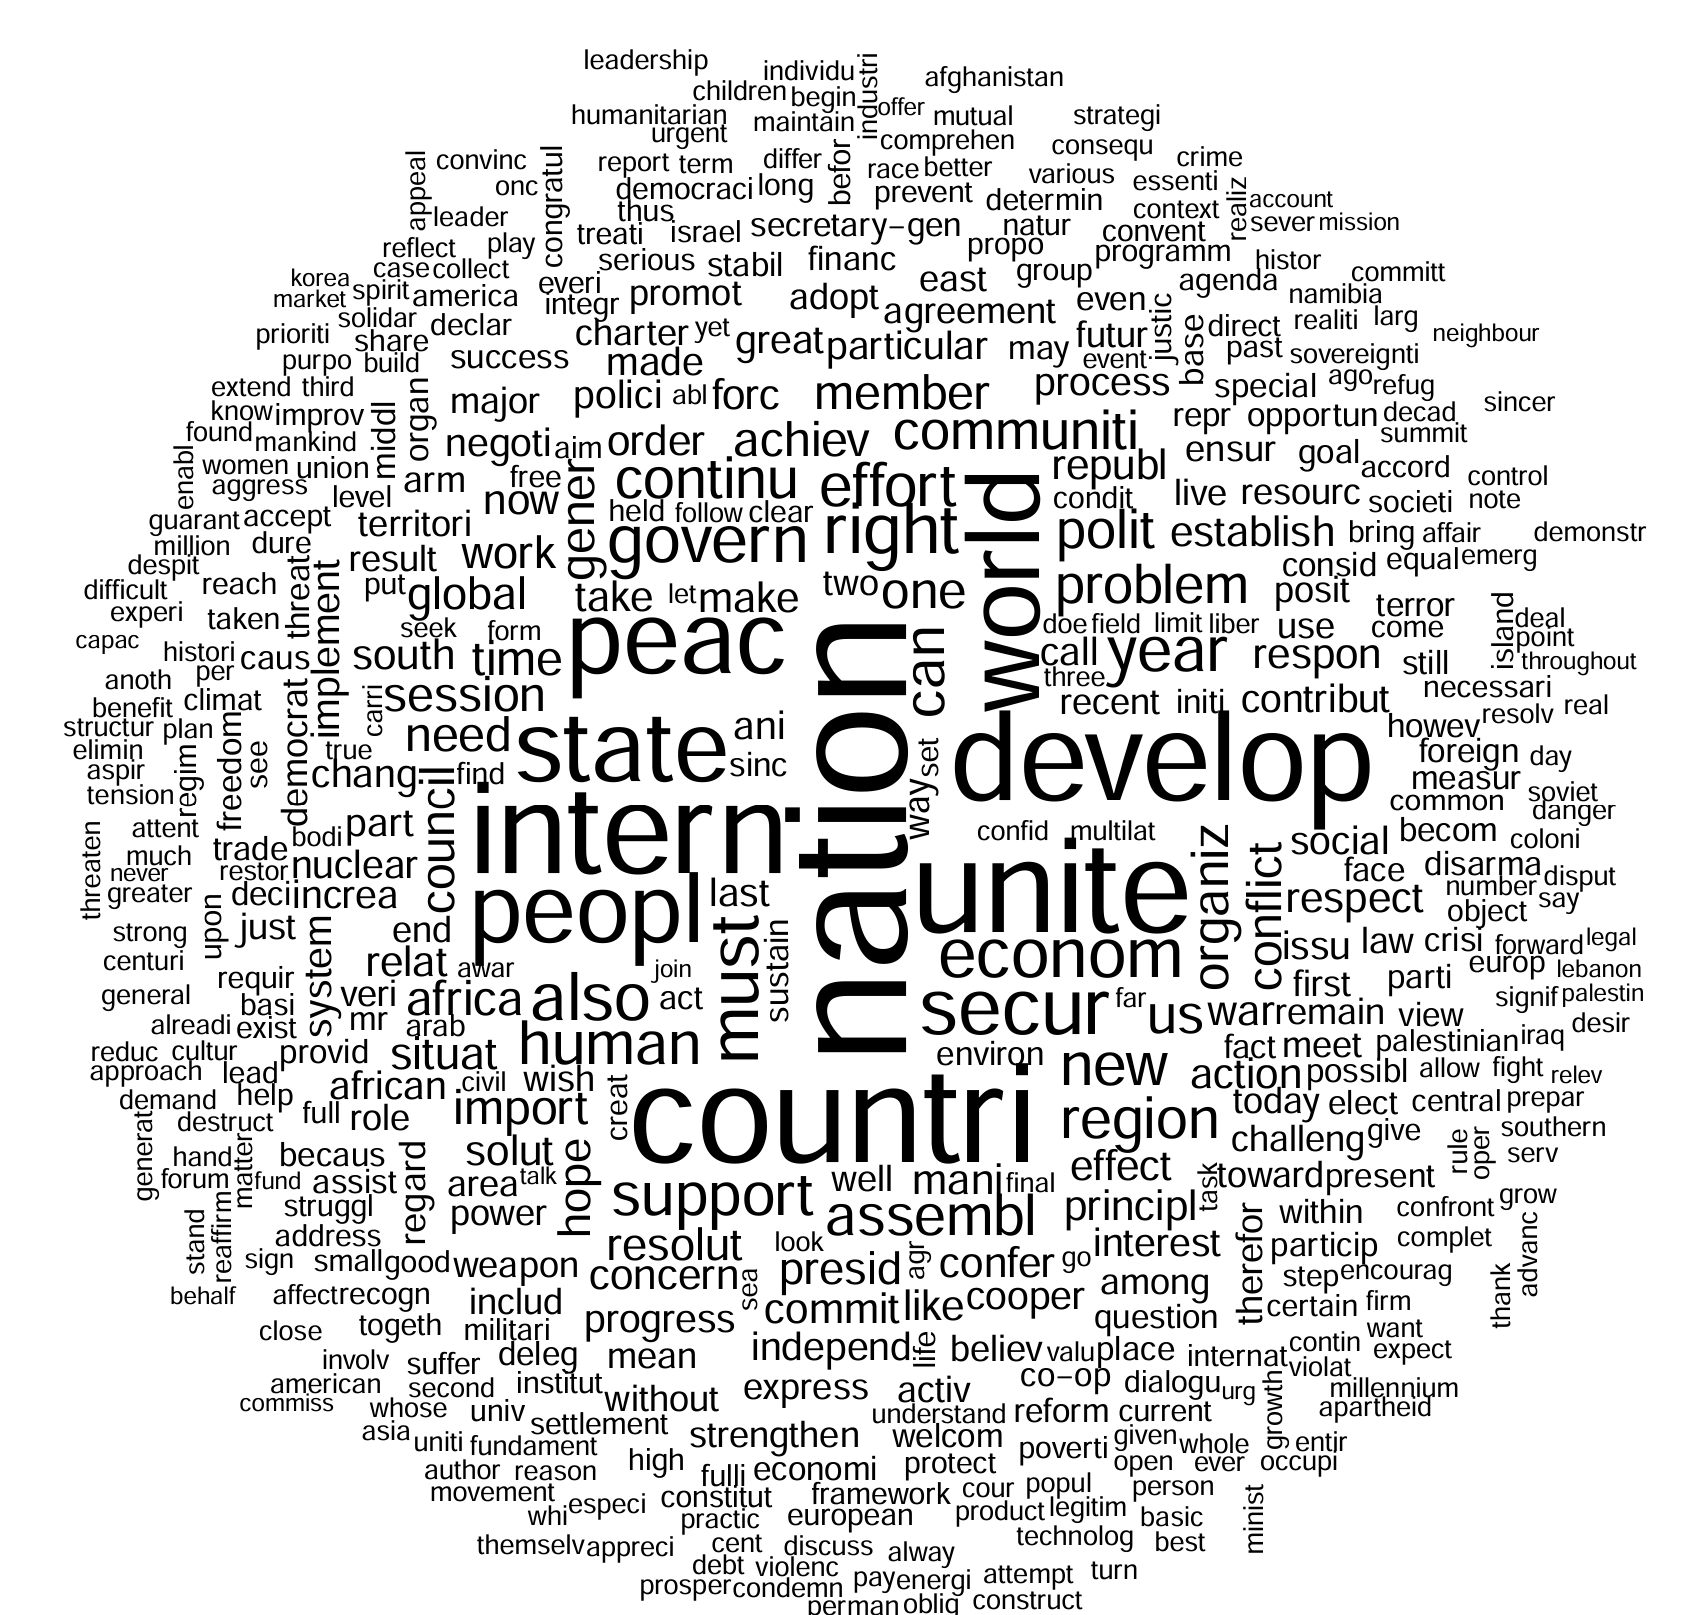 leadership
individu
industri
afghanistan
children
begin
offer
humanitarian
maintain
mutual
strategi
urgent
comprehen
consequ
appeal
convinc
congratul
report
term
differ
befor
race
better
various
crime
onc
democraci
long
prevent
determin
essenti
realiz
account
leader
thus
context
sever
mission
reflect
play
treati
israel
secretary-gen
natur
convent
propo
programm
korea
case
collect
serious
stabil
financ
east
group
histor
committ
market
spirit
america
everi
integr
promot
adopt
agreement
even
agenda
namibia
solidar
declar
charter
yet
great
particular
may
futur
justic
base
direct
realiti
larg
prioriti
share
neighbour
purpo
build
success
made
event
past
sovereignti
extend
third
organ
major
polici
abl
forc
member
process
special
ago
refug
know
improv
middl
repr
opportun
decad
sincer
found
mankind
negoti
aim
order
achiev
communiti
summit
enabl
women
union
arm
free
gener
continu
effort
world
republ
ensur
goal
accord
control
aggress
level
now
held
follow
clear
condit
live
resourc
societi
note
guarant
accept
territori
govern
right
polit
establish
bring
affair
demonstr
million
dure
result
work
despit
threat
implement
consid
equal
emerg
difficult
reach
put
global
take
let
make
two
one
problem
posit
terror
island
deal
experi
taken
seek
form
peac
nation
can
doe
field
limit
liber
use
come
point
capac
histori
caus
south
time
call
year
respon
still
throughout
anoth
per
climat
democrat
carri
session
three
recent
initi
contribut
necessari
benefit
resolv
real
structur
plan
freedom
see
true
need
state
ani
set
develop
howev
elimin
regim
foreign
day
aspir
chang
council
find
sinc
measur
tension
intern
way
common
soviet
danger
threaten
attent
bodi
part
confid
multilat
organiz
conflict
social
becom
coloni
much
trade
never
restor
nuclear
unite
face
disarma
greater
deci
increa
peopl
last
respect
number
disput
object
say
strong
upon
just
system
end
must
sustain
econom
issu
law
crisi
forward
legal
centuri
relat
awar
join
europ
lebanon
general
requir
basi
veri
africa
also
act
secur
far
us
war
remain
first
parti
view
signif
palestin
alreadi
exist
mr
arab
desir
reduc
cultur
provid
situat
human
environ
new
fact
meet
palestinian
iraq
approach
lead
african
civil
wish
creat
countri
action
possibl
allow
fight
relev
demand
help
import
region
today
elect
central
prepar
generat
destruct
full
role
challeng
give
rule
oper
southern
hand
matter
becaus
regard
solut
hope
effect
task
toward
present
serv
forum
fund
assist
area
talk
support
well
mani
final
stand
reaffirm
struggl
power
assembl
principl
therefor
within
confront
grow
address
resolut
look
agr
interest
particip
complet
advanc
sign
small
good
weapon
concern
sea
presid
confer
go
among
step
encourag
thank
behalf
affect
recogn
includ
progress
commit
like
cooper
question
certain
firm
close
togeth
militari
independ
life
believ
valu
place
internat
contin
want
expect
involv
suffer
deleg
mean
violat
american
second
institut
without
express
activ
co-op
dialogu
urg
growth
millennium
commiss
whose
univ
settlement
understand
reform
current
apartheid
asia
uniti
fundament
strengthen
welcom
poverti
given
whole
entir
author
reason
high
fulli
economi
protect
open
ever
occupi
movement
whi
especi
constitut
framework
cour
popul
person
minist
practic
european
product
legitim
basic
themselv
appreci
cent
discuss
alway
technolog
best
debt
violenc
pay
energi
attempt
turn
prosper
condemn
perman
oblig
construct